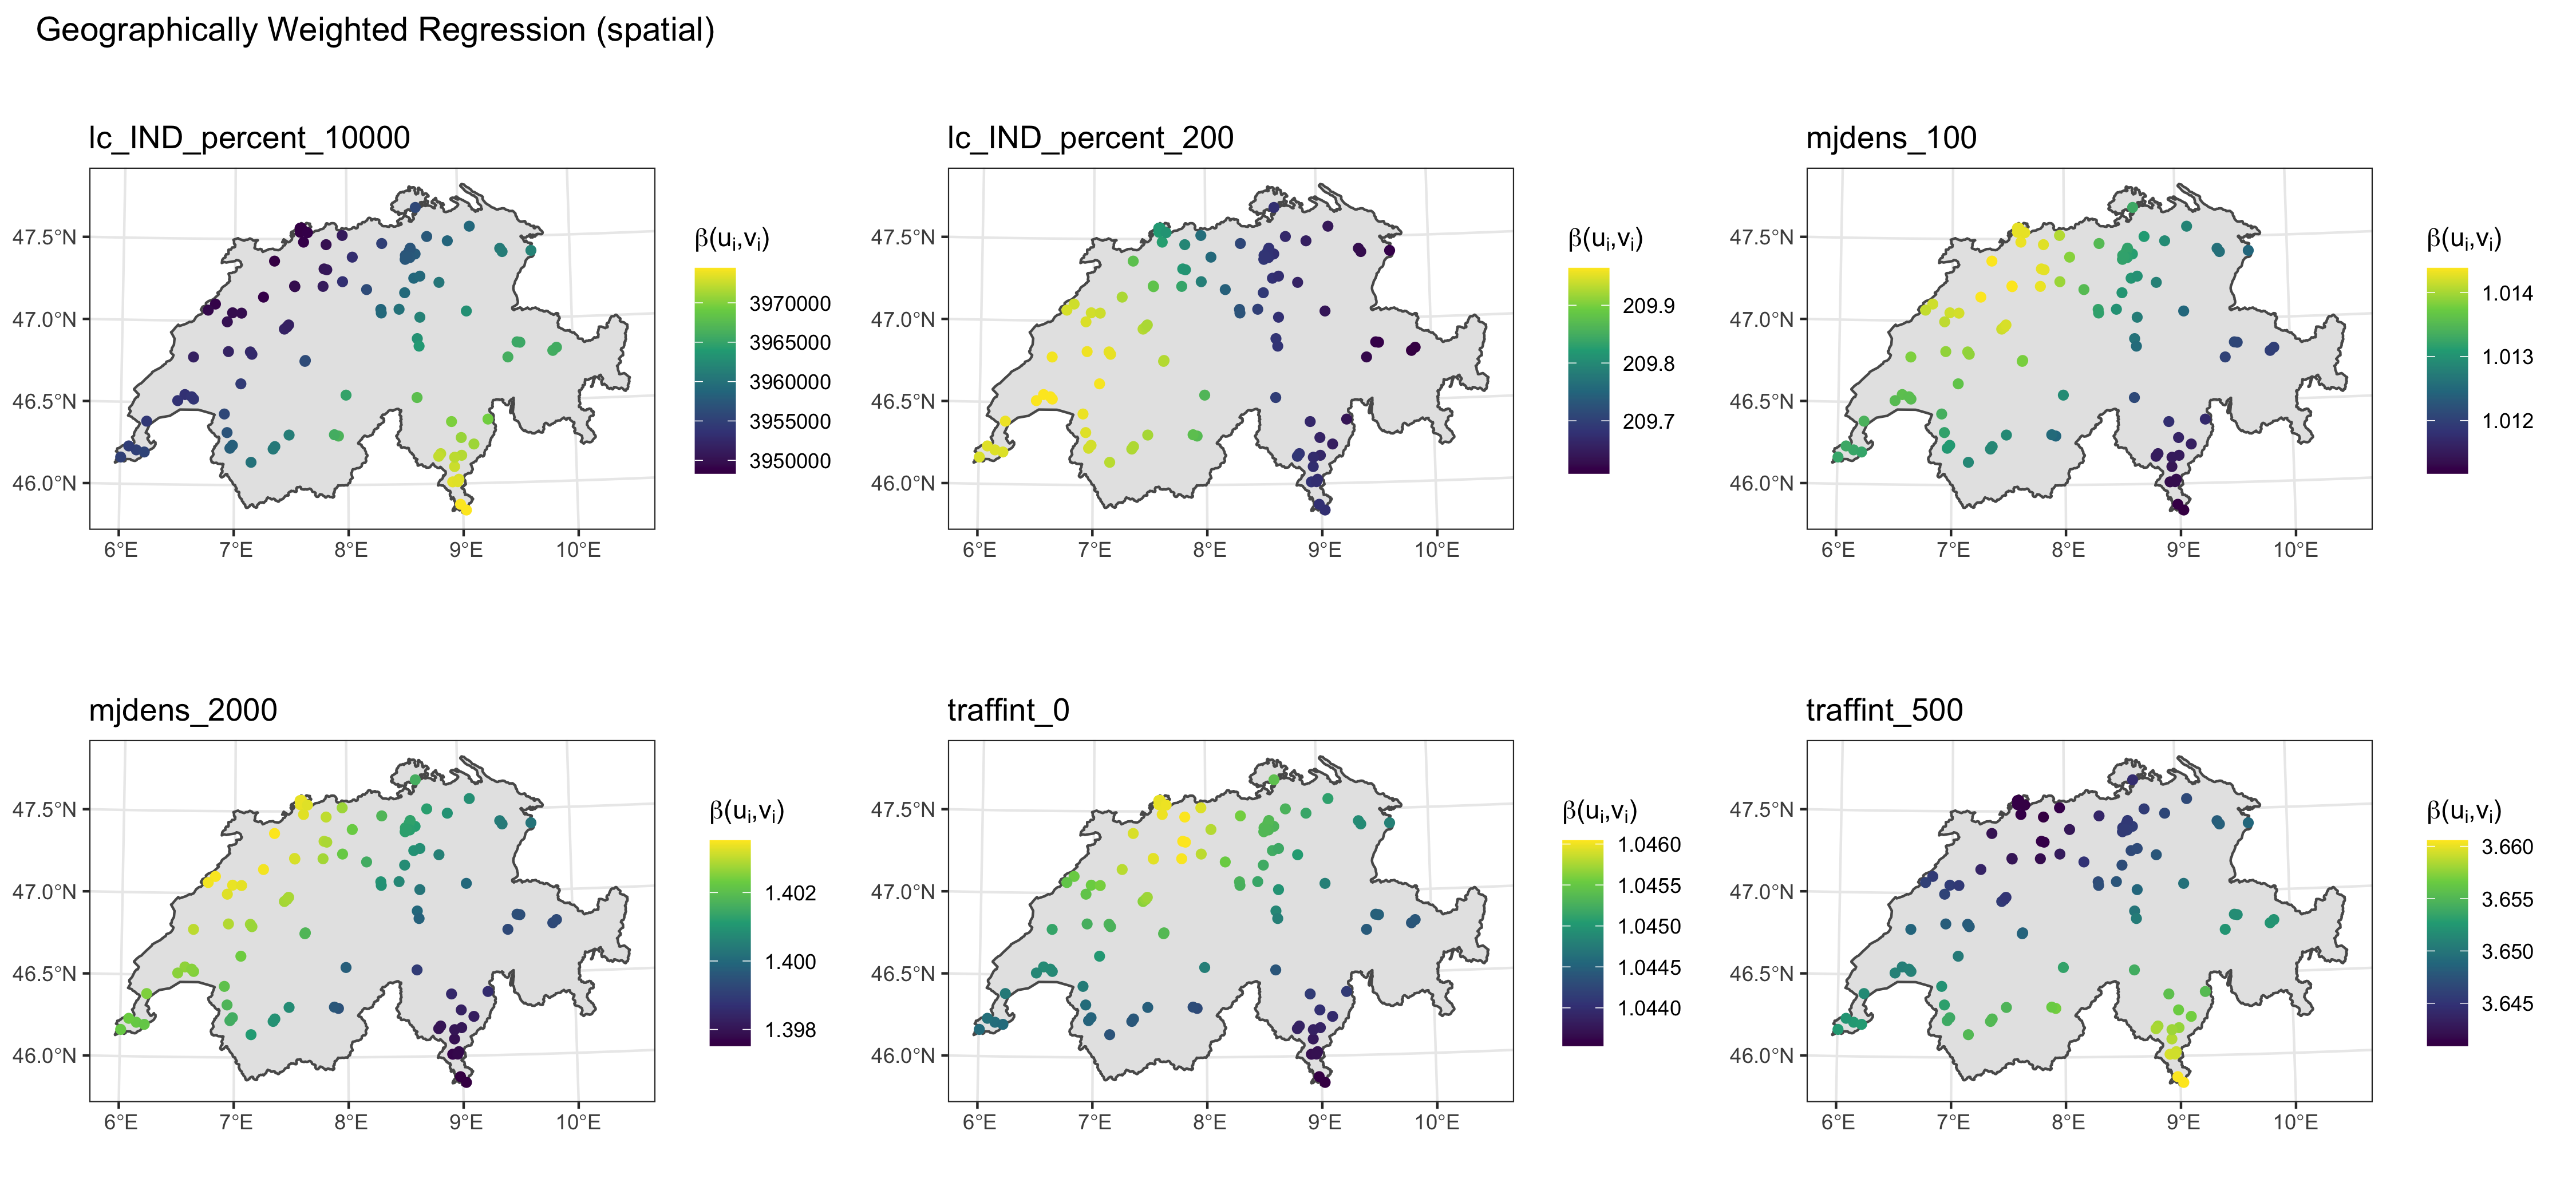 Geographically Weighted Regression (spatial)
lc_IND_percent_10000
47.5°N
47.0°N
46.5°N
46.0°N
6°E 7°E 8°E 9°E 10°E
β(ui,vi)
3970000
3965000
3960000
3955000
3950000
lc_IND_percent_200
47.5°N
47.0°N
46.5°N
46.0°N
6°E 7°E 8°E 9°E 10°E
β(ui,vi)
209.9
209.8
209.7
mjdens_100
47.5°N
47.0°N
46.5°N
46.0°N
6°E 7°E 8°E 9°E 10°E
β(ui,vi)
1.014
1.013
1.012
mjdens_2000
47.5°N
47.0°N
46.5°N
46.0°N
6°E 7°E 8°E 9°E 10°E
β(ui,vi)
1.402
1.400
1.398
traffint_0
47.5°N
47.0°N
46.5°N
46.0°N
6°E 7°E 8°E 9°E 10°E
β(ui,vi)
1.0460
1.0455
1.0450
1.0445
1.0440
traffint_500
47.5°N
47.0°N
46.5°N
46.0°N
6°E 7°E 8°E 9°E 10°E
β(ui,vi)
3.660
3.655
3.650
3.645